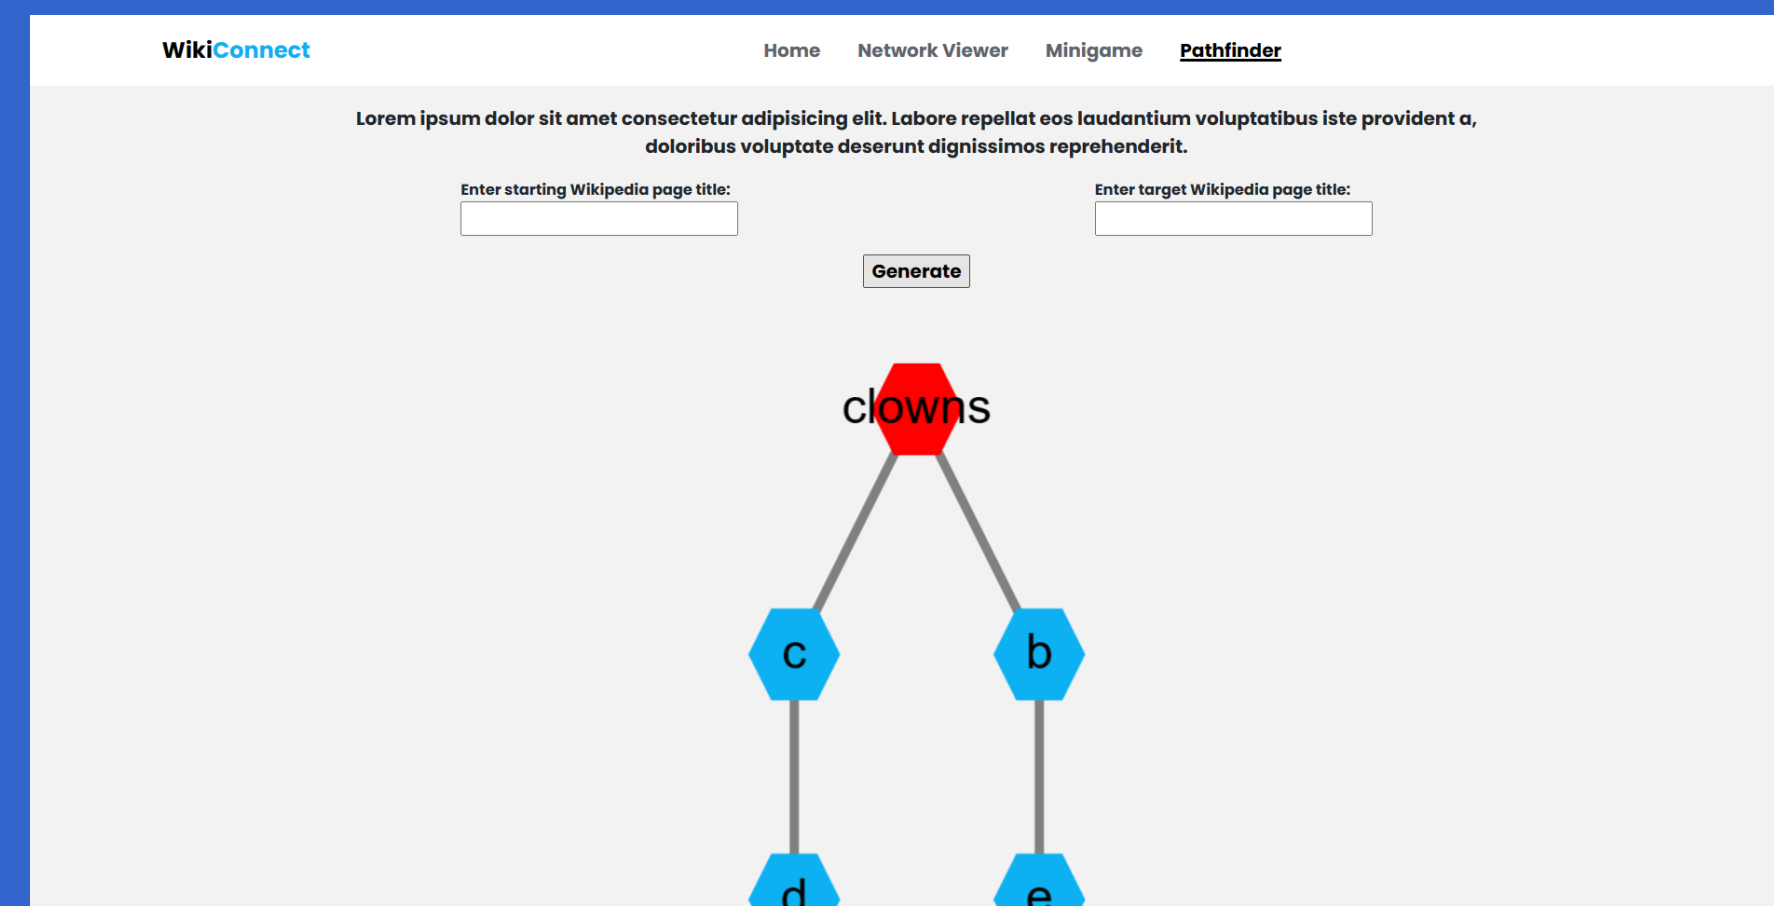 WikiConnect
Home Network Viewer Minigame Pathfinder
Lorem ipsum dolor sit amet consectetur adipisicing elit. Labore repellat eos laudantium voluptatibus iste provident a,
doloribus voluptate deserunt dignissimos reprehenderit.
Enter starting Wikipedia page title: Enter target Wikipedia page title:
Generate
clowns
c b
d e